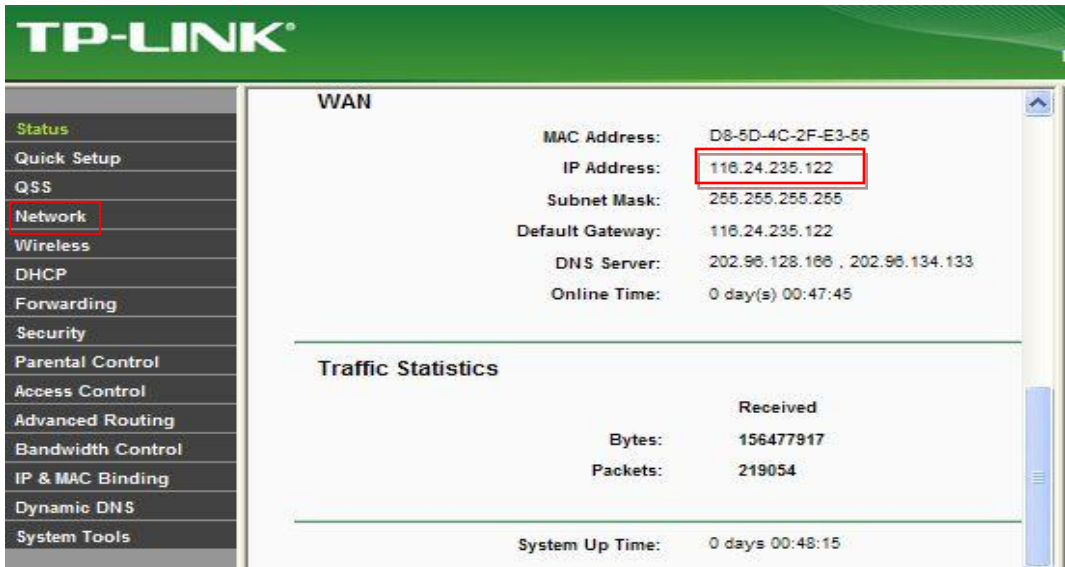 TP-LINK®
Status
Quick Setup
QSS
Network
Wireless
DHCP
Forwarding
Security
Parental Control
Access Control
Advanced Routing
Bandwidth Control
IP & MAC Binding
Dynamic DNS
System Tools
WAN
MAC Address: D8-5D-4C-2F-E3-55
IP Address: 116.24.235.122
Subnet Mask: 255.255.255.255
Default Gateway: 116.24.235.122
DNS Server: 202.96.128.166 , 202.96.134.133
Online Time: 0 day(s) 00:47:45
Traffic Statistics
Received
Bytes: 156477917
Packets: 219054
System Up Time: 0 days 00:48:15